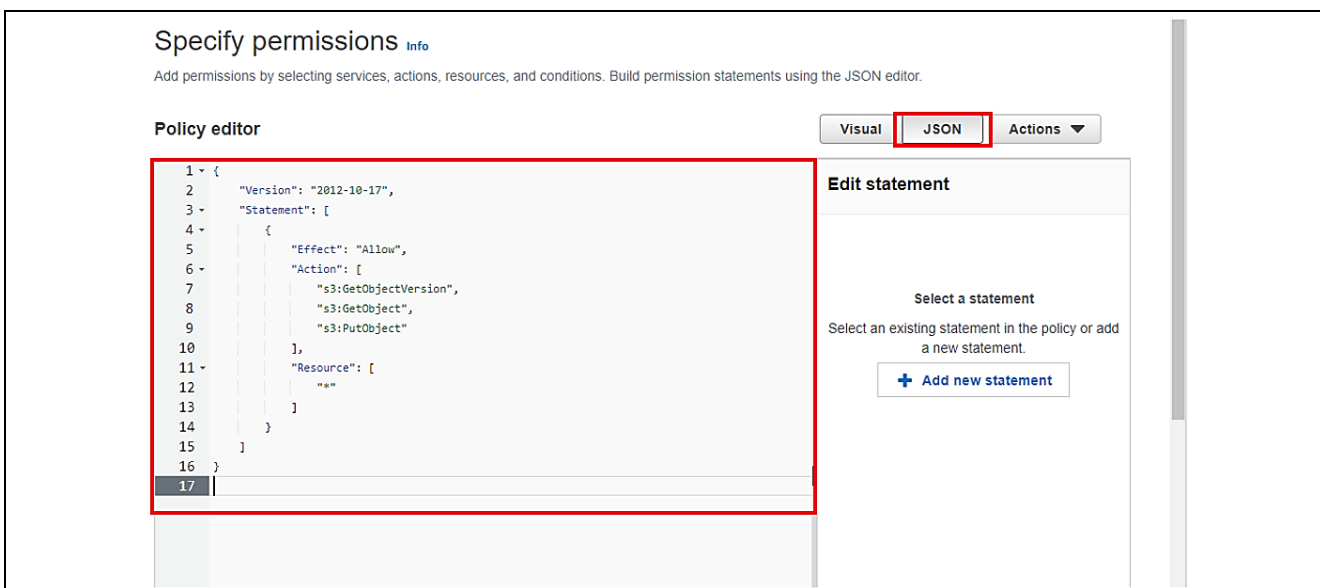 Specify permissions Info
Add permissions by selecting services, actions, resources, and conditions. Build permission statements using the JSON editor.
Policy editor
Visual
JSON
Actions
1 {
2 "Version": "2012-10-17",
3 "Statement": [
4 {
5 "Effect": "Allow",
6 "Action": [
7 "s3:GetObjectVersion",
8 "s3:GetObject",
9 "s3:PutObject"
10 ],
11 "Resource": [
12 "*"
13 ]
14 }
15 ]
16 }
17
Edit statement
Select a statement
Select an existing statement in the policy or add
a new statement.
+ Add new statement